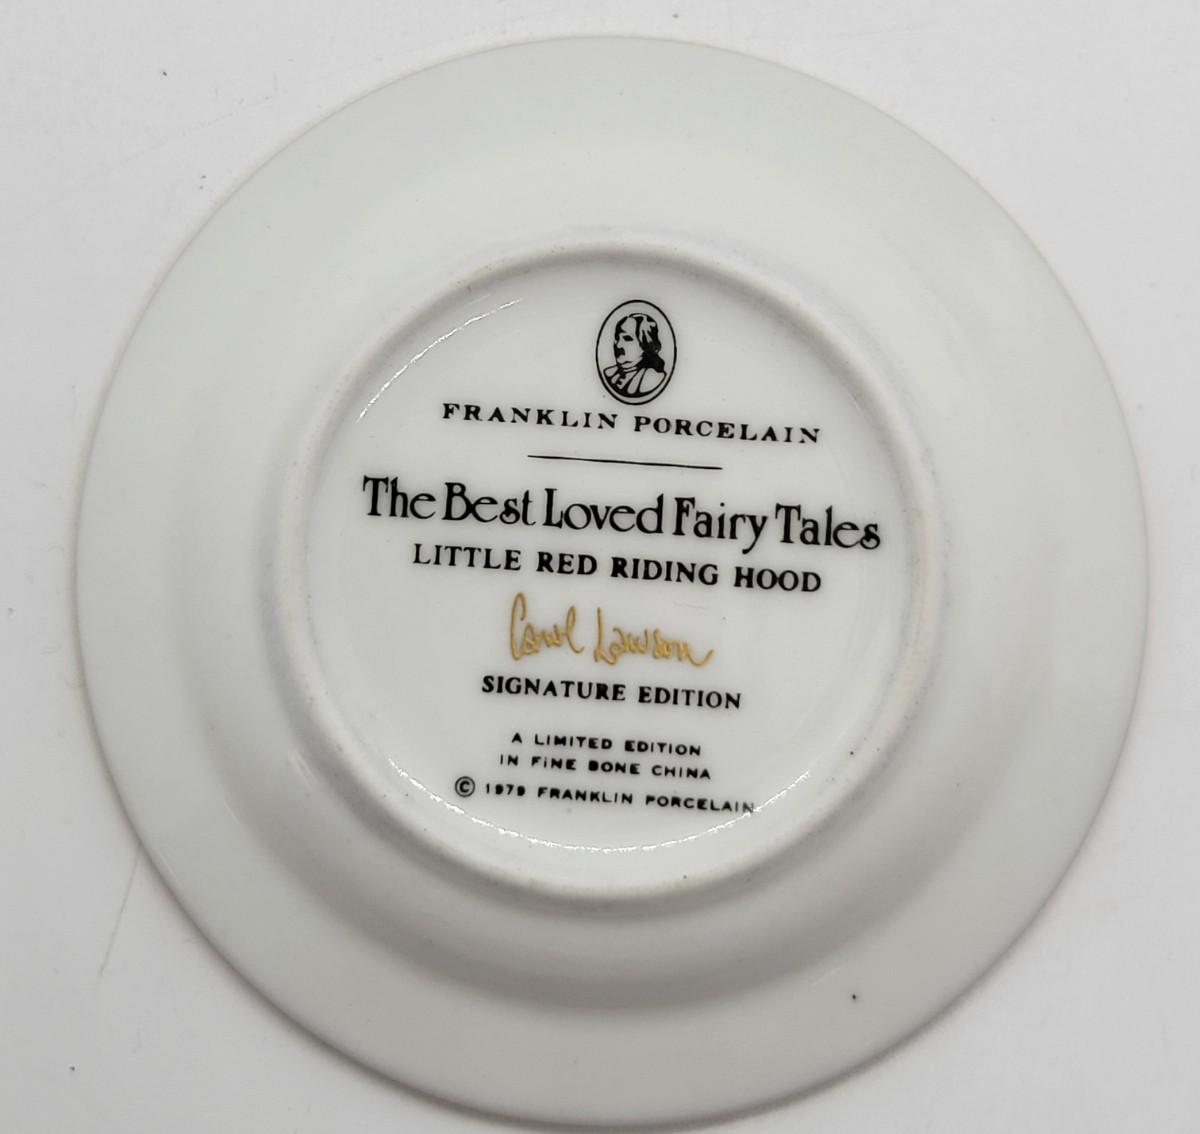 FRANKLIN PORCELAIN
The Best Loved Fairy Tales
LITTLE RED RIDING HOOD
Carol Lawson
SIGNATURE EDITION
A LIMITED EDITION
IN FINE BONE CHINA
© 1979 FRANKLIN PORCELAIN